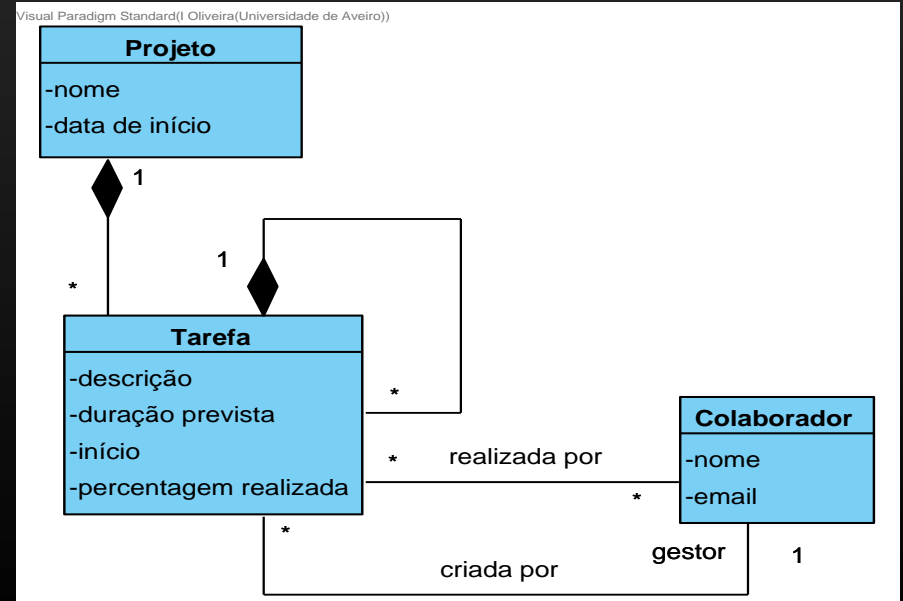 Visual Paradigm Standard(I Oliveira(Universidade de Aveiro))
Projeto
-nome
-data de início
1
*
1
*
Tarefa
-descrição
-duração prevista
-início
-percentagem realizada
*
realizada por
*
Colaborador
-nome
-email
*
criada por
gestor
1